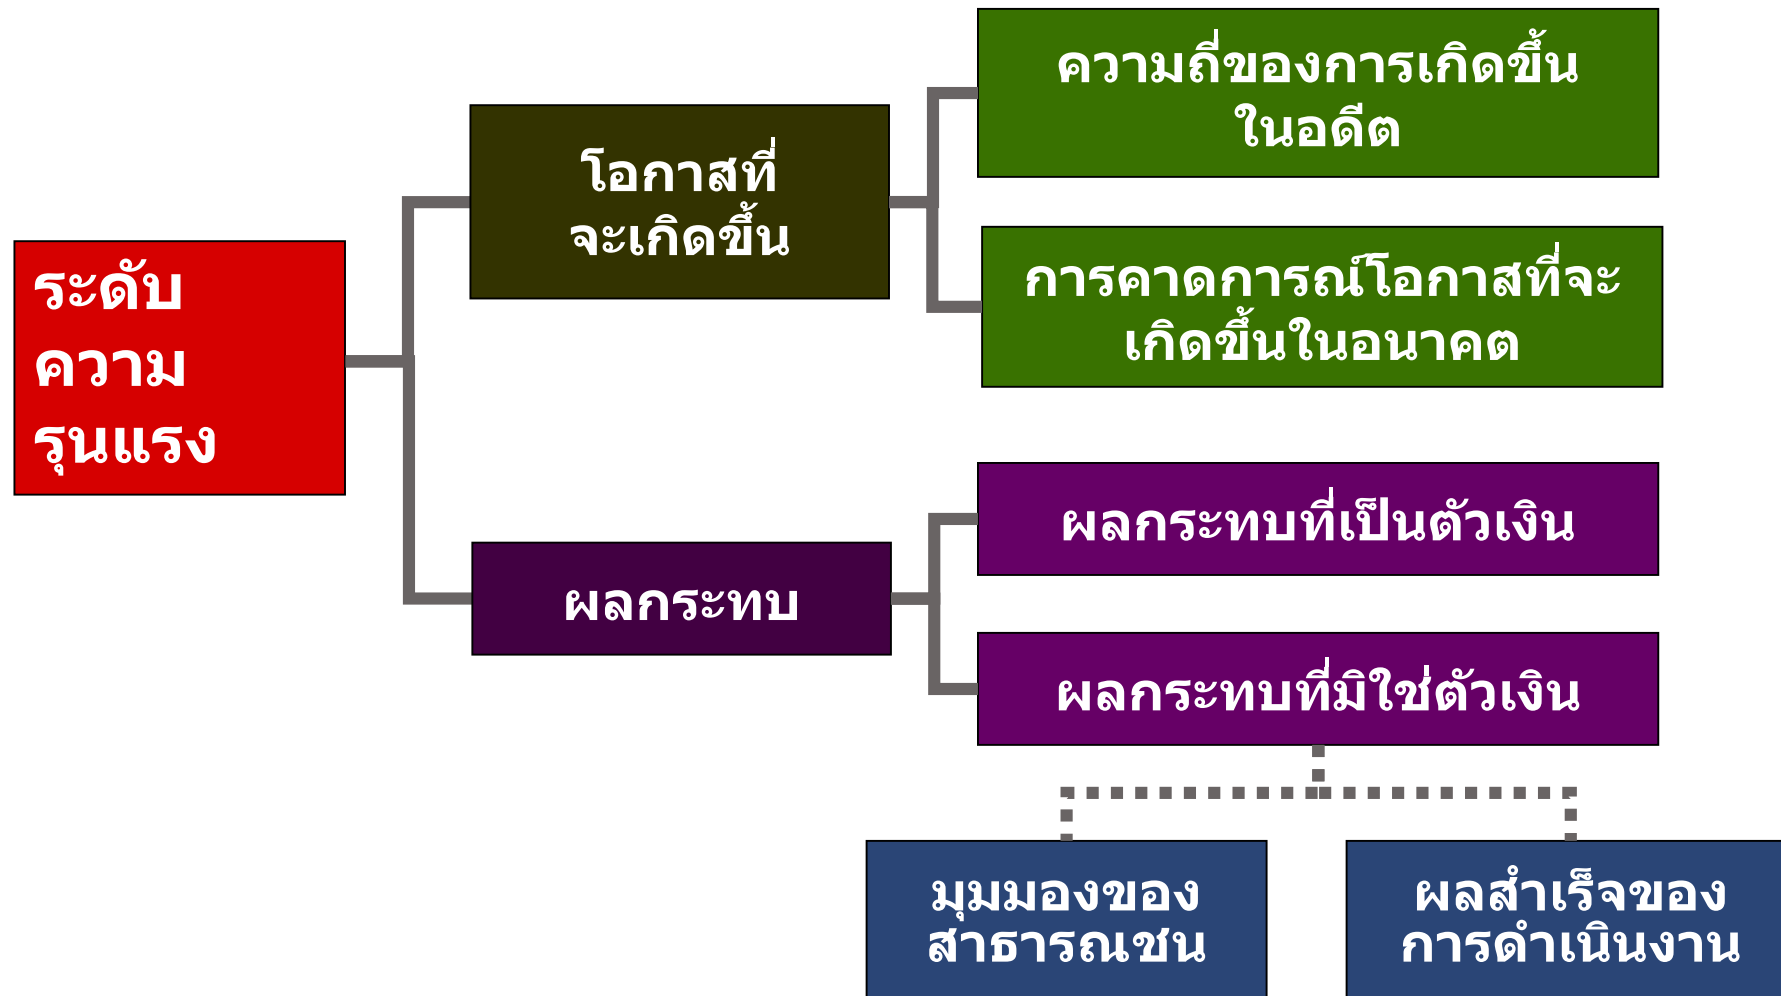 ความถี่ของการเกิดขึ้น
ในอดีต
โอกาสที่
จะเกิดขึ้น
การคาดการณ์โอกาสที่จะ
เกิดขึ้นในอนาคต
ระดับ
ความ
รุนแรง
ผลกระทบที่เป็นตัวเงิน
ผลกระทบ
ผลกระทบที่มิใช่ตัวเงิน
มุมมองของ
สาธารณชน
ผลสำเร็จของ
การดำเนินงาน